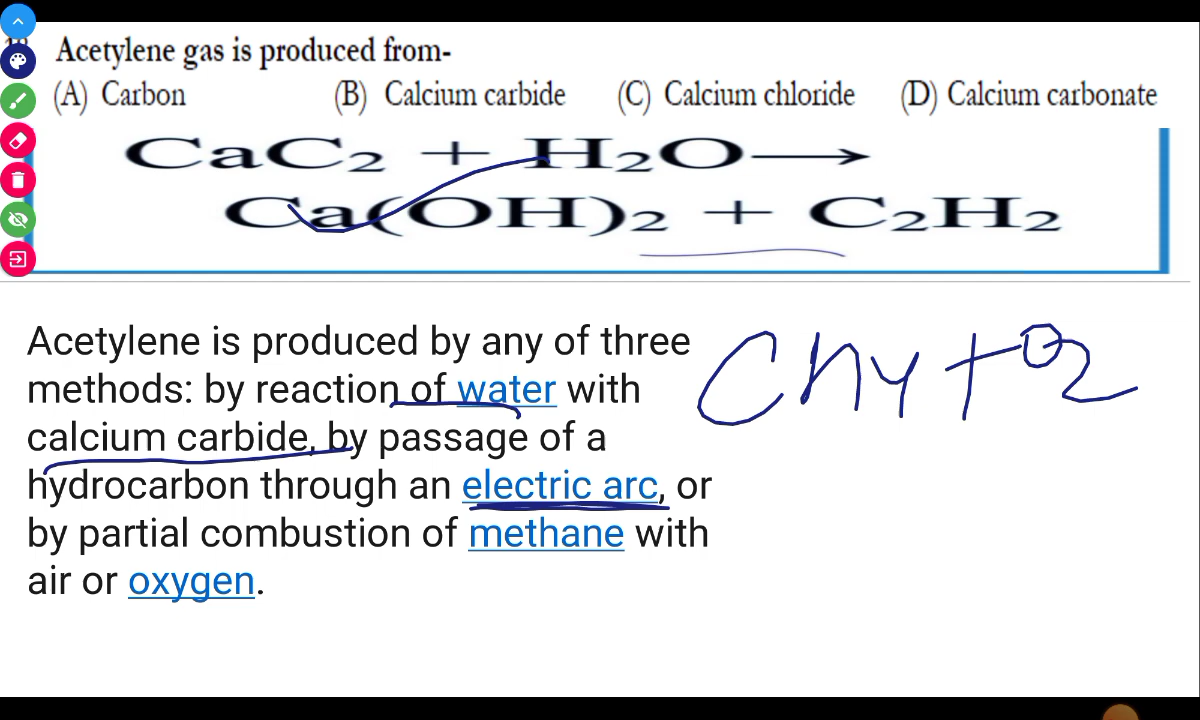 Acetylene gas is produced from-
(A) Carbon (B) Calcium carbide (C) Calcium chloride (D) Calcium carbonate
CaC₂ + H₂O⟶
Ca(OH)₂ + C₂H₂
Acetylene is produced by any of three
methods: by reaction of water with
calcium carbide, by passage of a
hydrocarbon through an electric arc, or
by partial combustion of methane with
air or oxygen.
CHy + O2